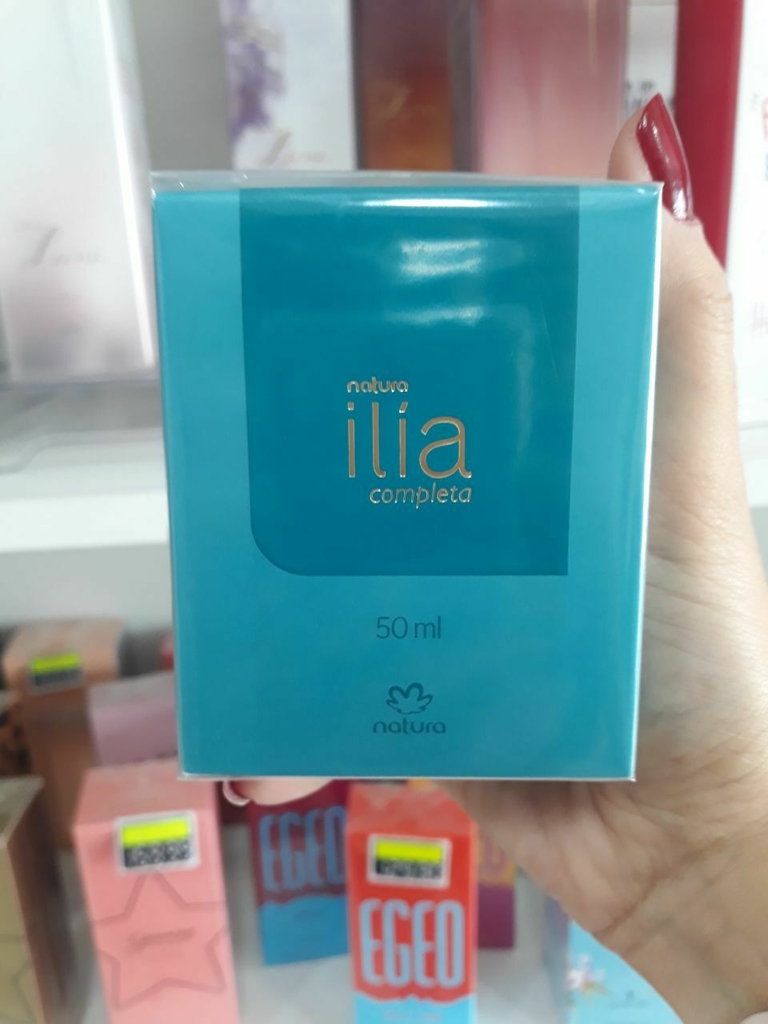 natura
ilía
completa
50 ml
natura
EGEO
EGEO